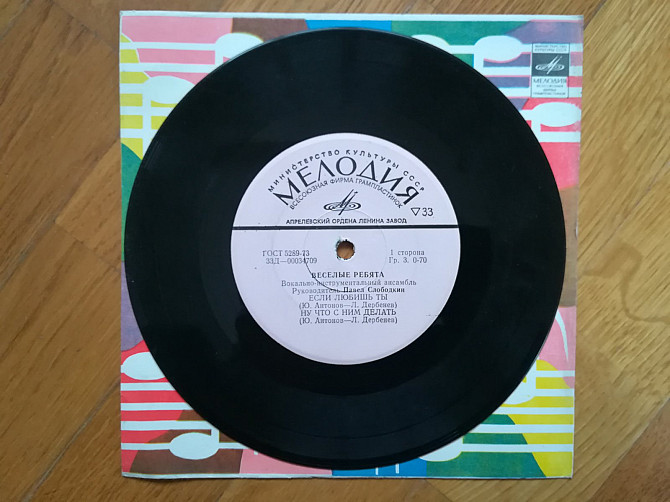 МЕЛОДИЯ
МИНИСТЕРСТВО КУЛЬТУРЫ СССР
МЕЛОДИЯ
ВСЕСОЮЗНАЯ ФИРМА ГРАМПЛАСТИНОК
▽33
АПРЕЛЕВСКИЙ ОРДЕНА ЛЕНИНА ЗАВОД
ГОСТ 5289-73
1 сторона
33Д—00034709
Гр. 3. 0-70
ВЕСЕЛЫЕ РЕБЯТА
Вокально-инструментальный ансамбль
Руководитель Павел Слободкин
ЕСЛИ ЛЮБИШЬ ТЫ
(Ю. Антонов—Л. Дербенев)
НУ ЧТО С НИМ ДЕЛАТЬ
(Ю. Антонов—Л. Дербенев)